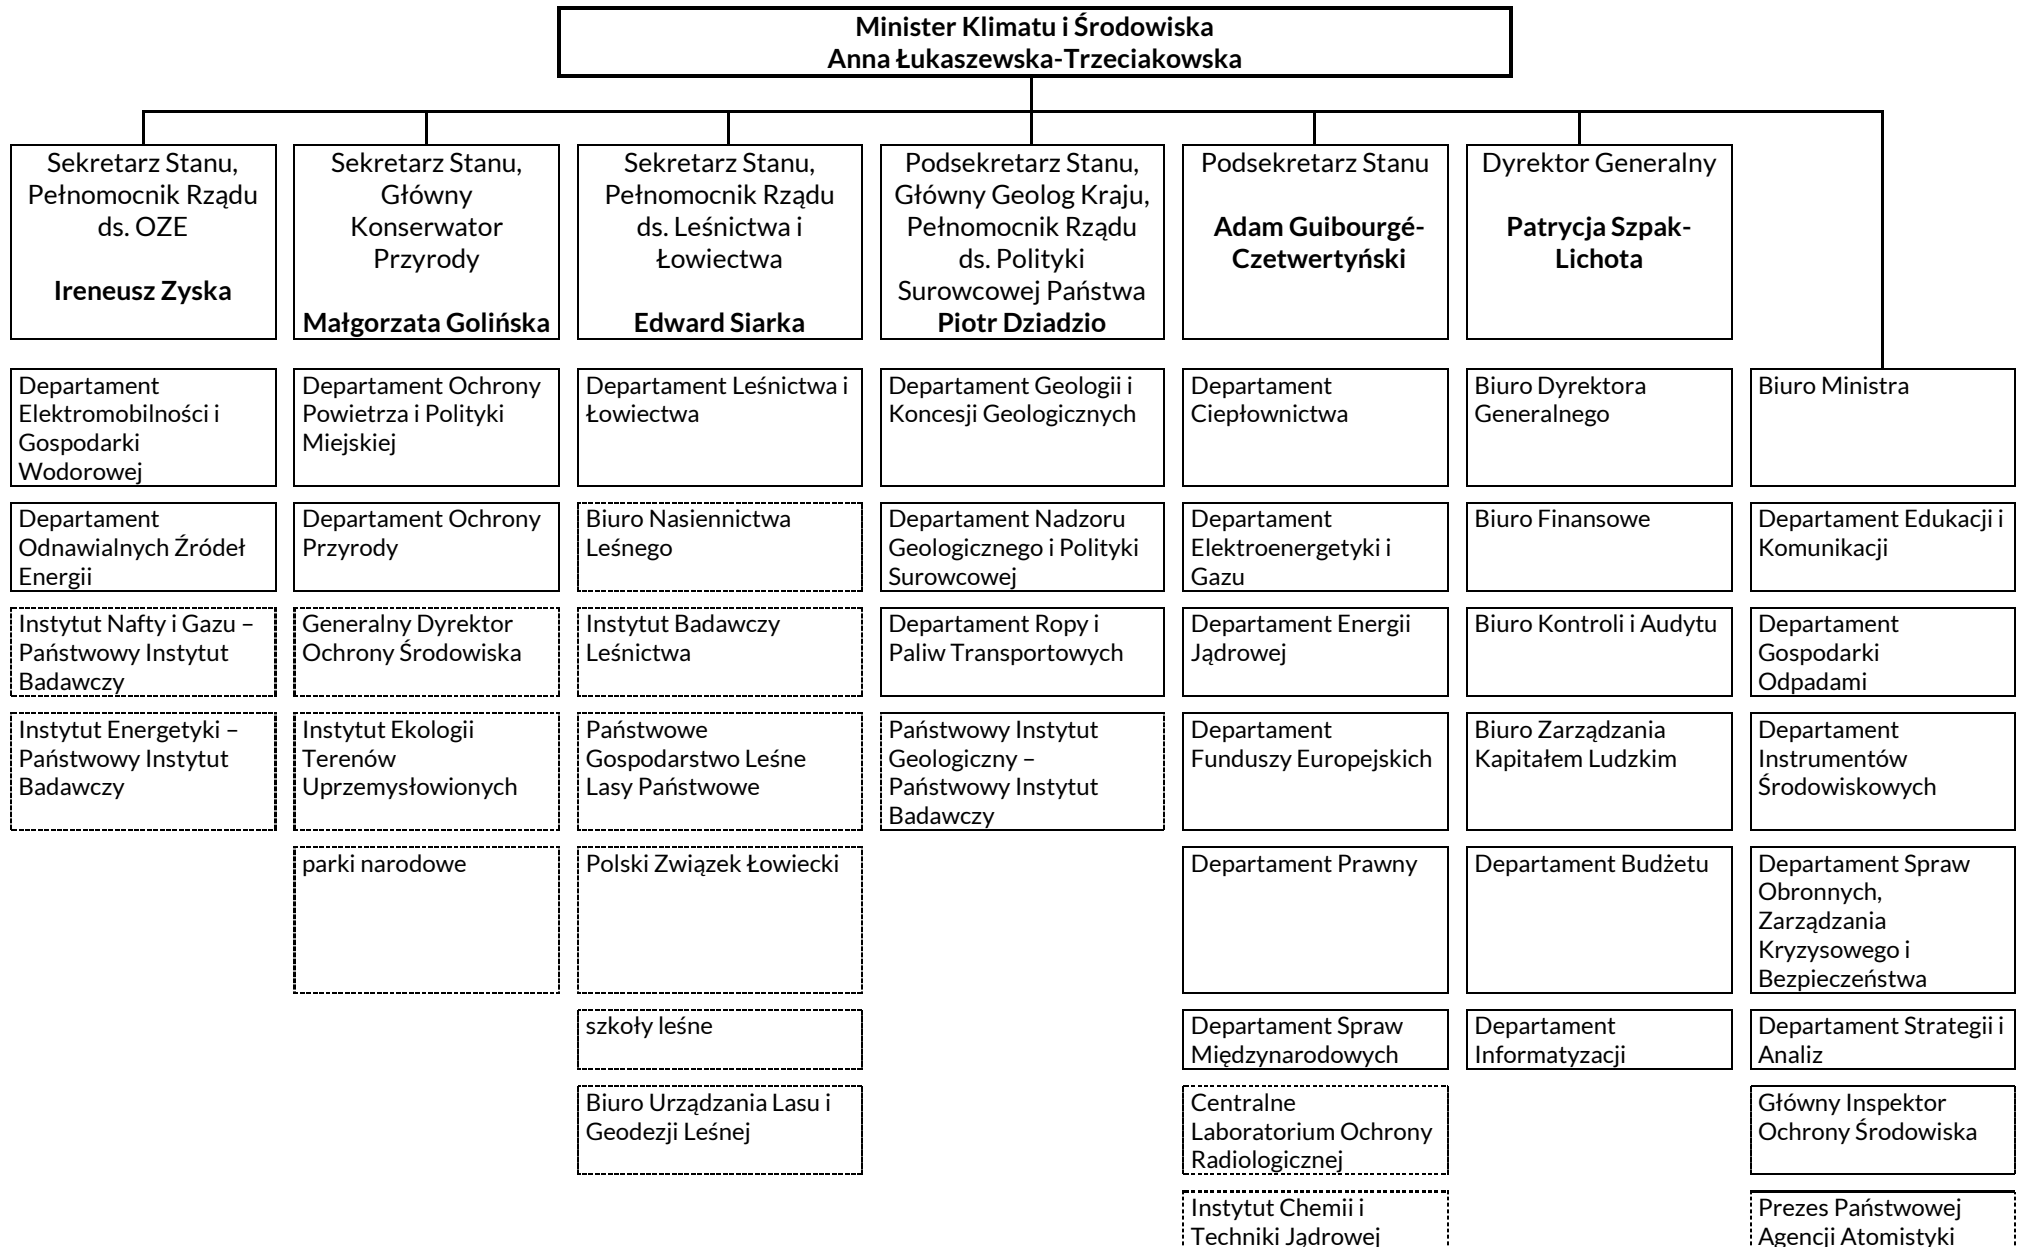 Minister Klimatu i Środowiska
Anna Łukaszewska-Trzeciakowska
Sekretarz Stanu,
Pełnomocnik Rządu
ds. OZE
Ireneusz Zyska
Sekretarz Stanu,
Główny
Konserwator
Przyrody
Małgorzata Golińska
Sekretarz Stanu,
Pełnomocnik Rządu
ds. Leśnictwa i
Łowiectwa
Edward Siarka
Podsekretarz Stanu,
Główny Geolog Kraju,
Pełnomocnik Rządu
ds. Polityki
Surowcowej Państwa
Piotr Dziadzio
Podsekretarz Stanu
Adam Guibourgé-
Czetwertyński
Dyrektor Generalny
Patrycja Szpak-
Lichota
Departament
Elektromobilności i
Gospodarki
Wodorowej
Departament Ochrony
Powietrza i Polityki
Miejskiej
Departament Leśnictwa i
Łowiectwa
Departament Geologii i
Koncesji Geologicznych
Departament
Ciepłownictwa
Biuro Dyrektora
Generalnego
Biuro Ministra
Departament
Odnawialnych Źródeł
Energii
Departament Ochrony
Przyrody
Biuro Nasiennictwa
Leśnego
Departament Nadzoru
Geologicznego i Polityki
Surowcowej
Departament
Elektroenergetyki i
Gazu
Biuro Finansowe
Departament Edukacji i
Komunikacji
Instytut Nafty i Gazu –
Państwowy Instytut
Badawczy
Generalny Dyrektor
Ochrony Środowiska
Instytut Badawczy
Leśnictwa
Departament Ropy i
Paliw Transportowych
Departament Energii
Jądrowej
Biuro Kontroli i Audytu
Departament
Gospodarki
Odpadami
Instytut Energetyki –
Państwowy Instytut
Badawczy
Instytut Ekologii
Terenów
Uprzemysłowionych
Państwowe
Gospodarstwo Leśne
Lasy Państwowe
Państwowy Instytut
Geologiczny –
Państwowy Instytut
Badawczy
Departament
Funduszy Europejskich
Biuro Zarządzania
Kapitałem Ludzkim
Departament
Instrumentów
Środowiskowych
parki narodowe
Polski Związek Łowiecki
Departament Prawny
Departament Budżetu
Departament Spraw
Obronnych,
Zarządzania
Kryzysowego i
Bezpieczeństwa
szkoły leśne
Departament Spraw
Międzynarodowych
Departament
Informatyzacji
Departament Strategii i
Analiz
Biuro Urządzania Lasu i
Geodezji Leśnej
Centralne
Laboratorium Ochrony
Radiologicznej
Główny Inspektor
Ochrony Środowiska
Instytut Chemii i
Techniki Jądrowej
Prezes Państwowej
Agencji Atomistyki